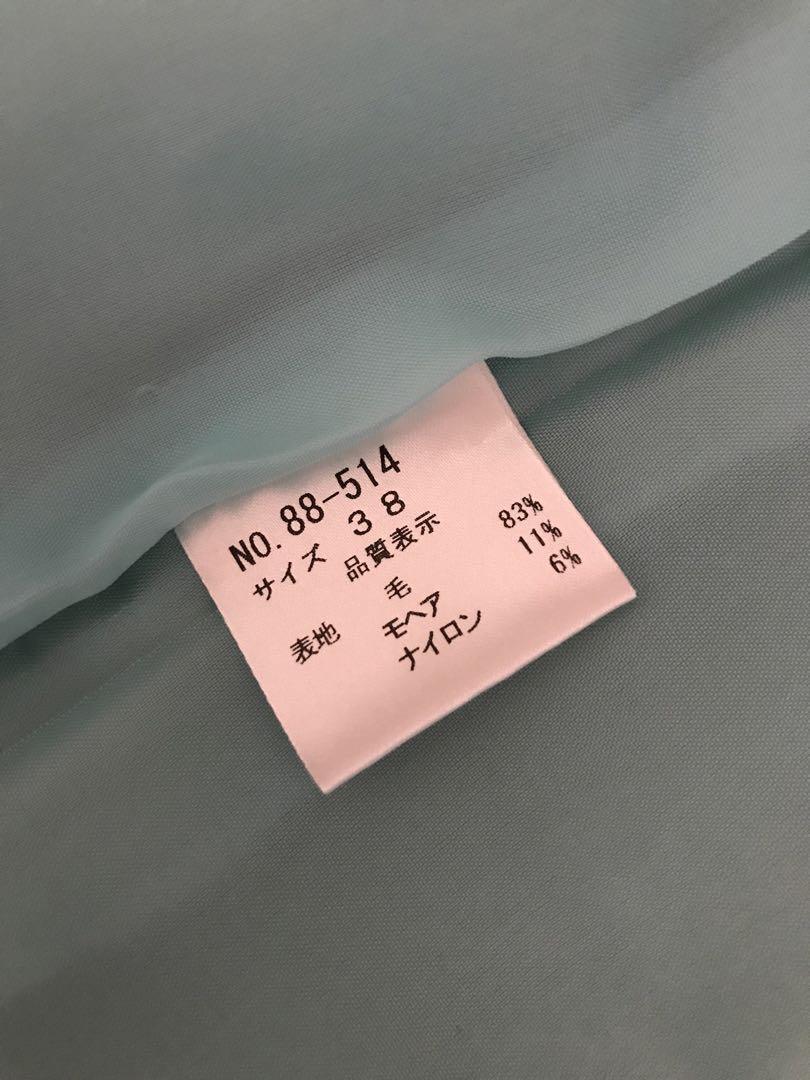 NO.88-514
サイズ 38
品質表示
毛 83%
表地 モヘア 11%
ナイロン 6%